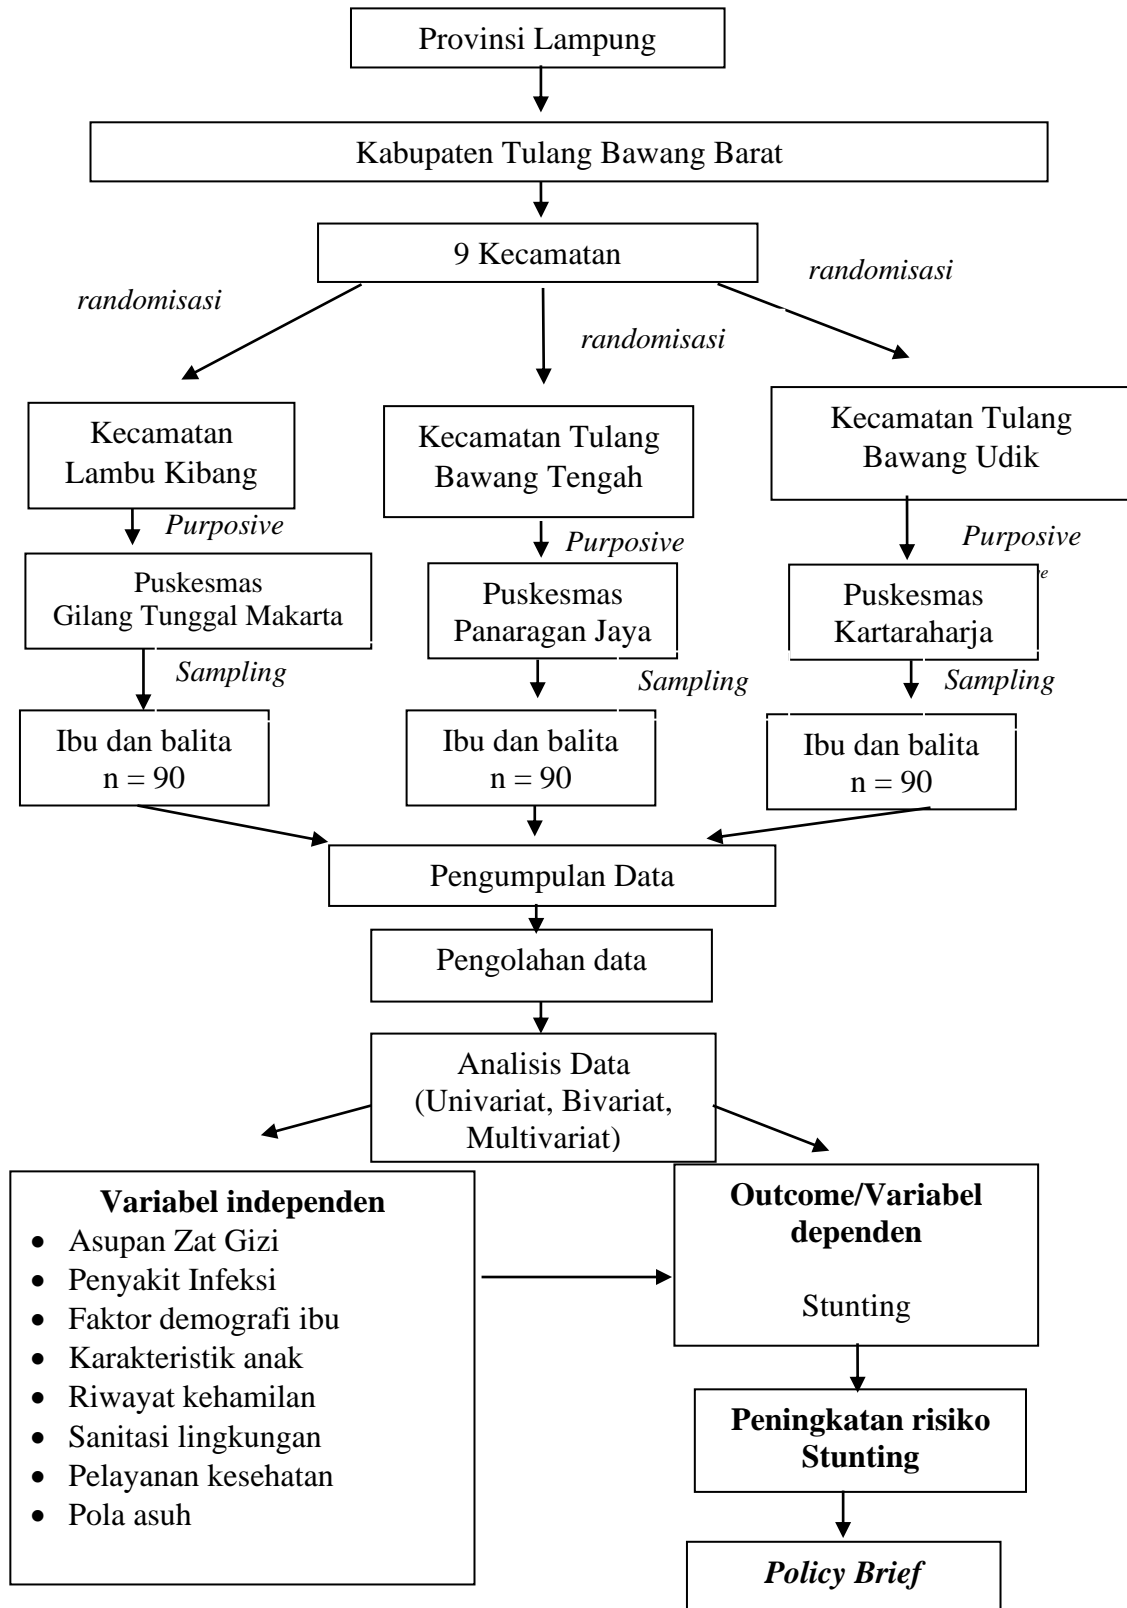 Provinsi Lampung
Kabupaten Tulang Bawang Barat
9 Kecamatan
randomisasi
randomisasi
randomisasi
Kecamatan
Lambu Kibang
Kecamatan Tulang
Bawang Tengah
Kecamatan Tulang
Bawang Udik
Purposive
Purposive
Purposive
Puskesmas
Gilang Tunggal Makarta
Puskesmas
Panaragan Jaya
Puskesmas
Kartaraharja
Sampling
Sampling
Sampling
Ibu dan balita
n = 90
Ibu dan balita
n = 90
Ibu dan balita
n = 90
Pengumpulan Data
Pengolahan data
Analisis Data
(Univariat, Bivariat,
Multivariat)
Variabel independen
• Asupan Zat Gizi
• Penyakit Infeksi
• Faktor demografi ibu
• Karakteristik anak
• Riwayat kehamilan
• Sanitasi lingkungan
• Pelayanan kesehatan
• Pola asuh
Outcome/Variabel
dependen
Stunting
Peningkatan risiko
Stunting
Policy Brief